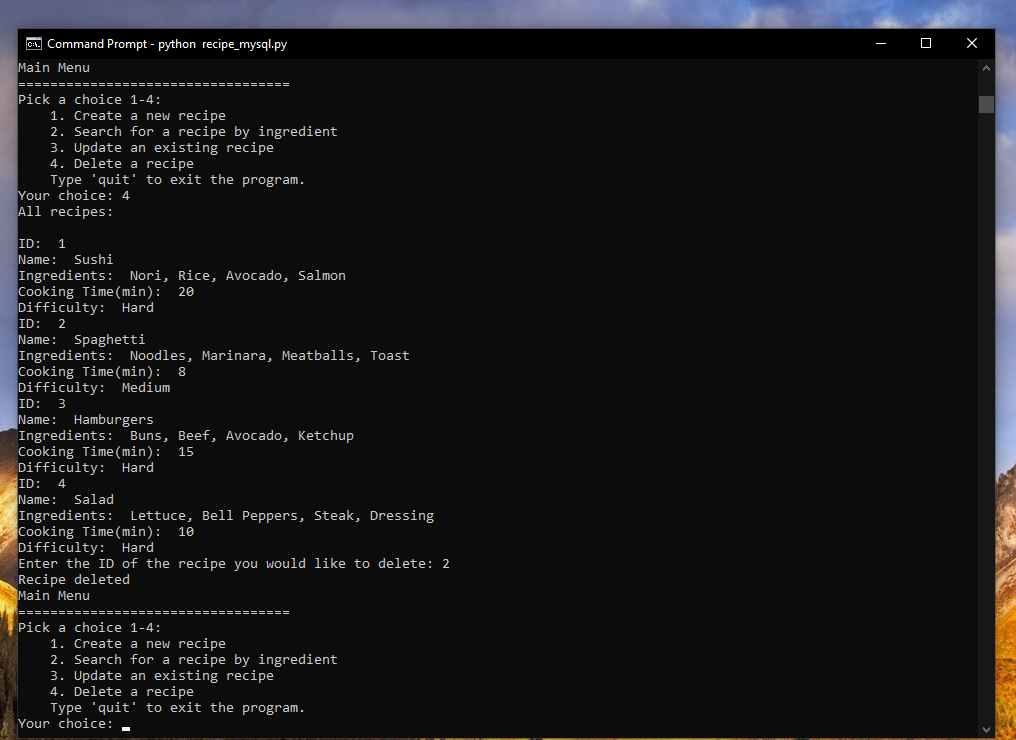 Command Prompt - python  recipe_mysql.py
Main Menu
==================================
Pick a choice 1-4:
    1. Create a new recipe
    2. Search for a recipe by ingredient
    3. Update an existing recipe
    4. Delete a recipe
    Type 'quit' to exit the program.
Your choice: 4
All recipes:

ID:  1
Name:  Sushi
Ingredients:  Nori, Rice, Avocado, Salmon
Cooking Time(min):  20
Difficulty:  Hard
ID:  2
Name:  Spaghetti
Ingredients:  Noodles, Marinara, Meatballs, Toast
Cooking Time(min):  8
Difficulty:  Medium
ID:  3
Name:  Hamburgers
Ingredients:  Buns, Beef, Avocado, Ketchup
Cooking Time(min):  15
Difficulty:  Hard
ID:  4
Name:  Salad
Ingredients:  Lettuce, Bell Peppers, Steak, Dressing
Cooking Time(min):  10
Difficulty:  Hard
Enter the ID of the recipe you would like to delete: 2
Recipe deleted
Main Menu
==================================
Pick a choice 1-4:
    1. Create a new recipe
    2. Search for a recipe by ingredient
    3. Update an existing recipe
    4. Delete a recipe
    Type 'quit' to exit the program.
Your choice: